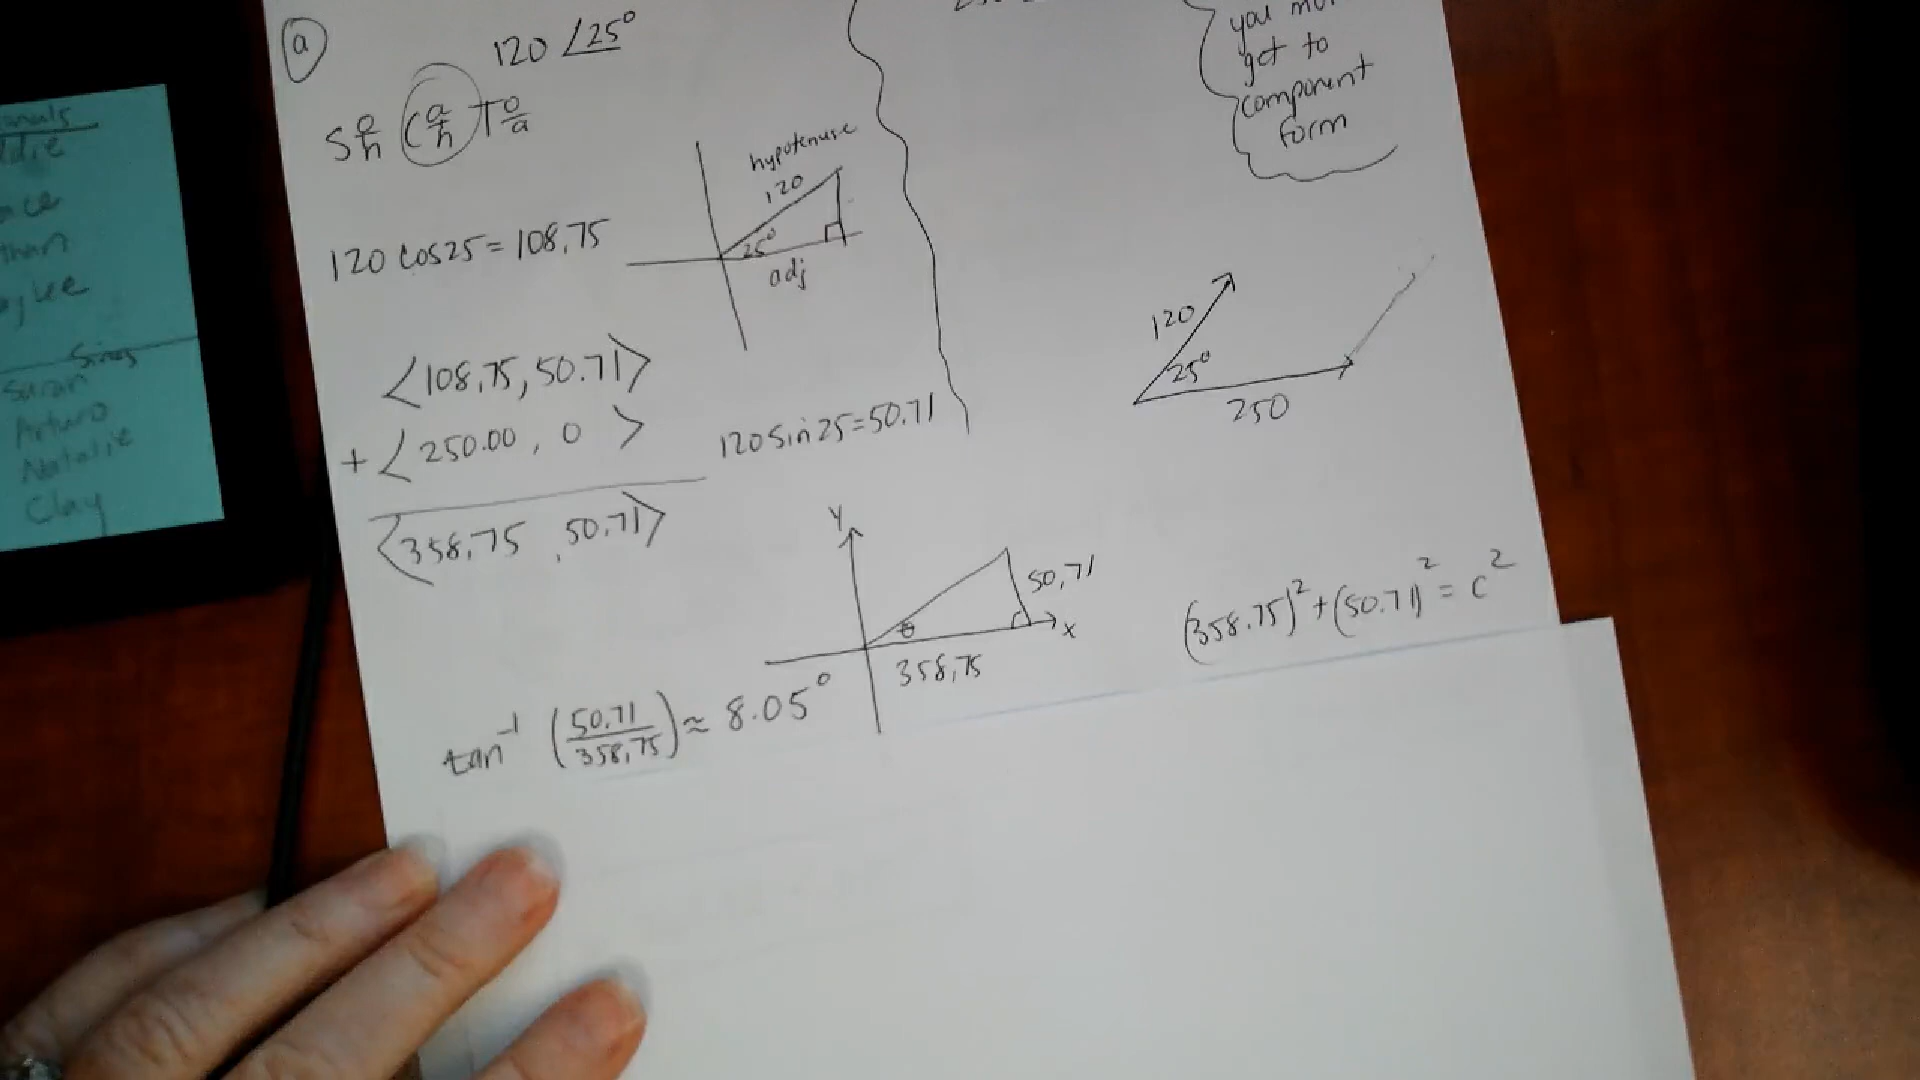 a
120 ∠25°
S o/h C a/h T o/a
hypotenuse
120
25°
adj
120 cos25 = 108.75
<108.75, 50.71>
+ <250.00, 0 >
<358.75, 50.71>
120 sin 25 = 50.71
you
get to
component
form
120
25°
250
y
50.71
θ
x
358.75
(358.75)² + (50.71)² = c²
tan⁻¹ (50.71/358.75) ≈ 8.05°
Sines
Sarah
Arturo
Natalie
Clay